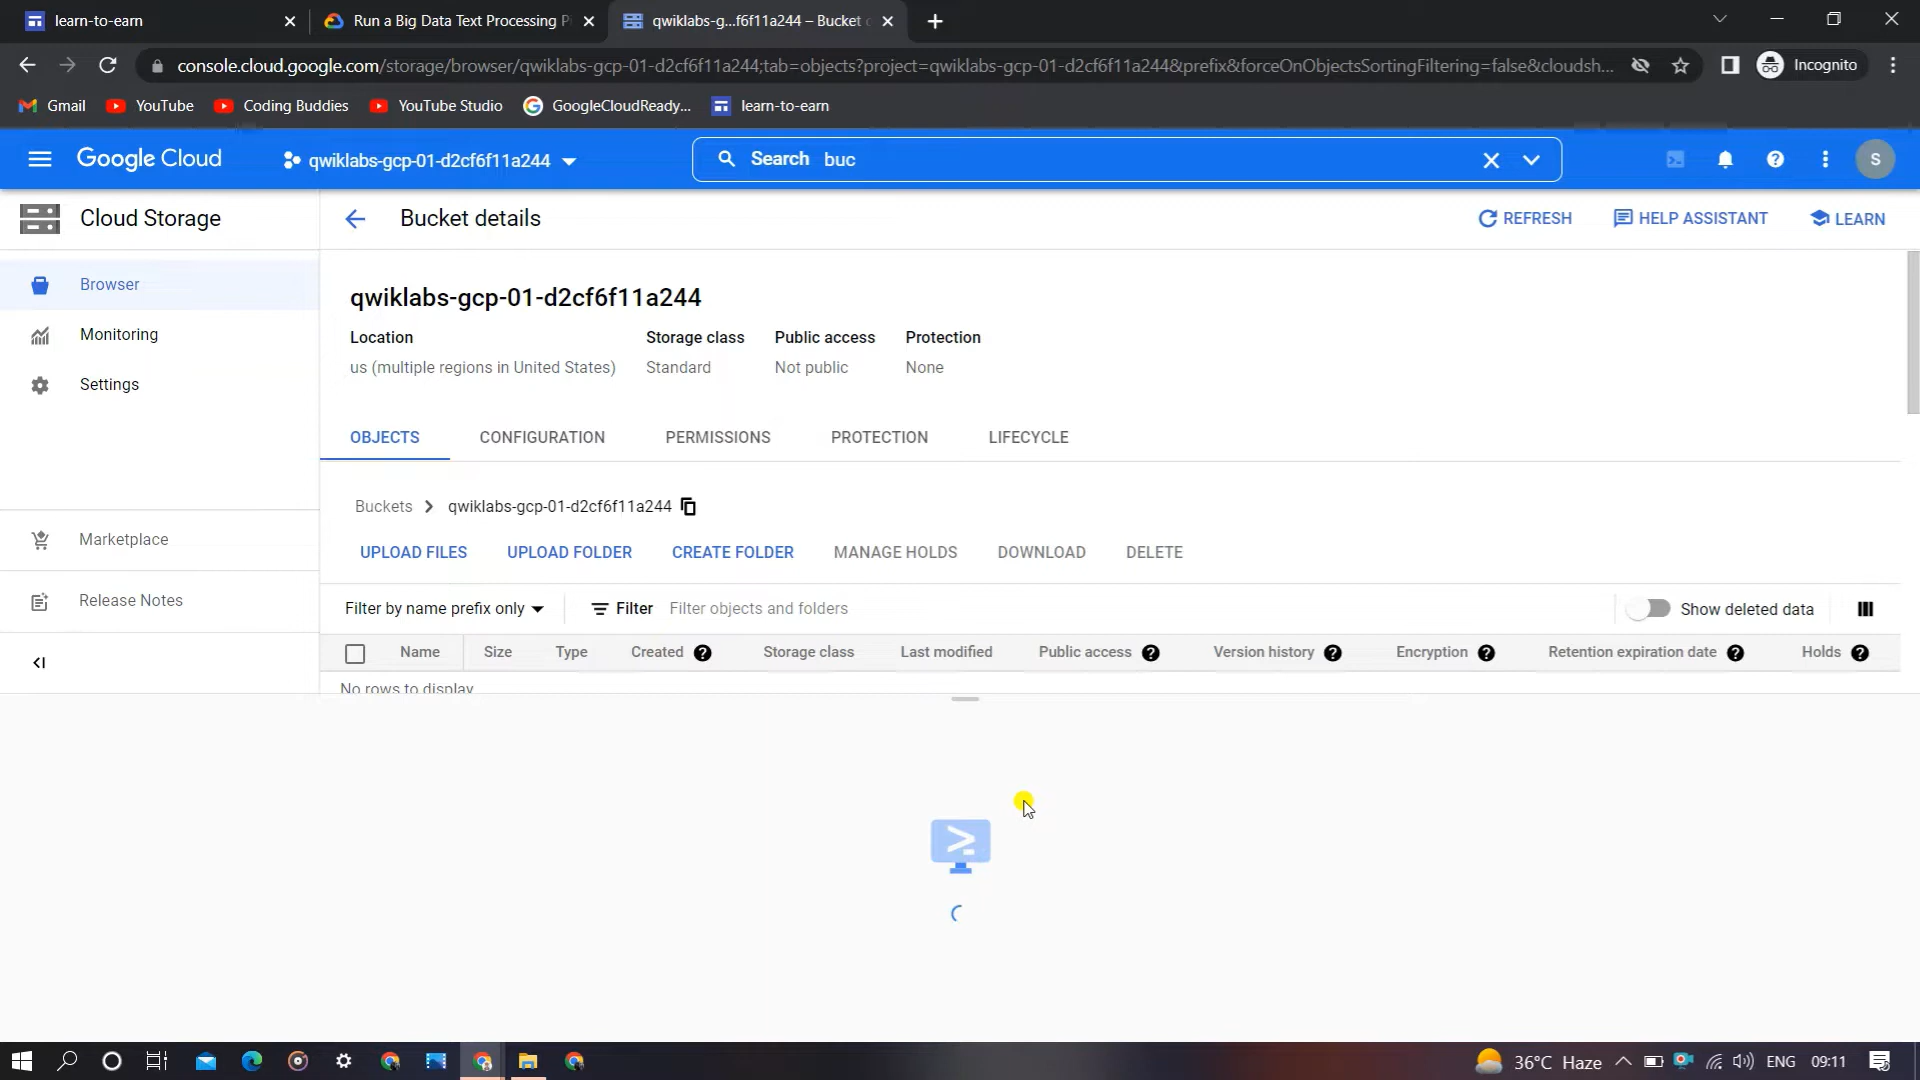 learn-to-earn
Run a Big Data Text Processing P
qwiklabs-g...f6f11a244 – Bucket
console.cloud.google.com/storage/browser/qwiklabs-gcp-01-d2cf6f11a244;tab=objects?project=qwiklabs-gcp-01-d2cf6f11a244&prefix&forceOnObjectsSortingFiltering=false&cloudsh...
Incognito
Gmail
YouTube
Coding Buddies
YouTube Studio
GoogleCloudReady...
learn-to-earn
Google Cloud
qwiklabs-gcp-01-d2cf6f11a244
Search buc
S
Cloud Storage
Bucket details
REFRESH
HELP ASSISTANT
LEARN
Browser
Monitoring
Settings
Marketplace
Release Notes
qwiklabs-gcp-01-d2cf6f11a244
Location
Storage class
Public access
Protection
us (multiple regions in United States)
Standard
Not public
None
OBJECTS
CONFIGURATION
PERMISSIONS
PROTECTION
LIFECYCLE
Buckets
qwiklabs-gcp-01-d2cf6f11a244
UPLOAD FILES
UPLOAD FOLDER
CREATE FOLDER
MANAGE HOLDS
DOWNLOAD
DELETE
Filter by name prefix only
Filter
Filter objects and folders
Show deleted data
Name
Size
Type
Created
Storage class
Last modified
Public access
Version history
Encryption
Retention expiration date
Holds
No rows to display
36°C Haze
ENG
09:11